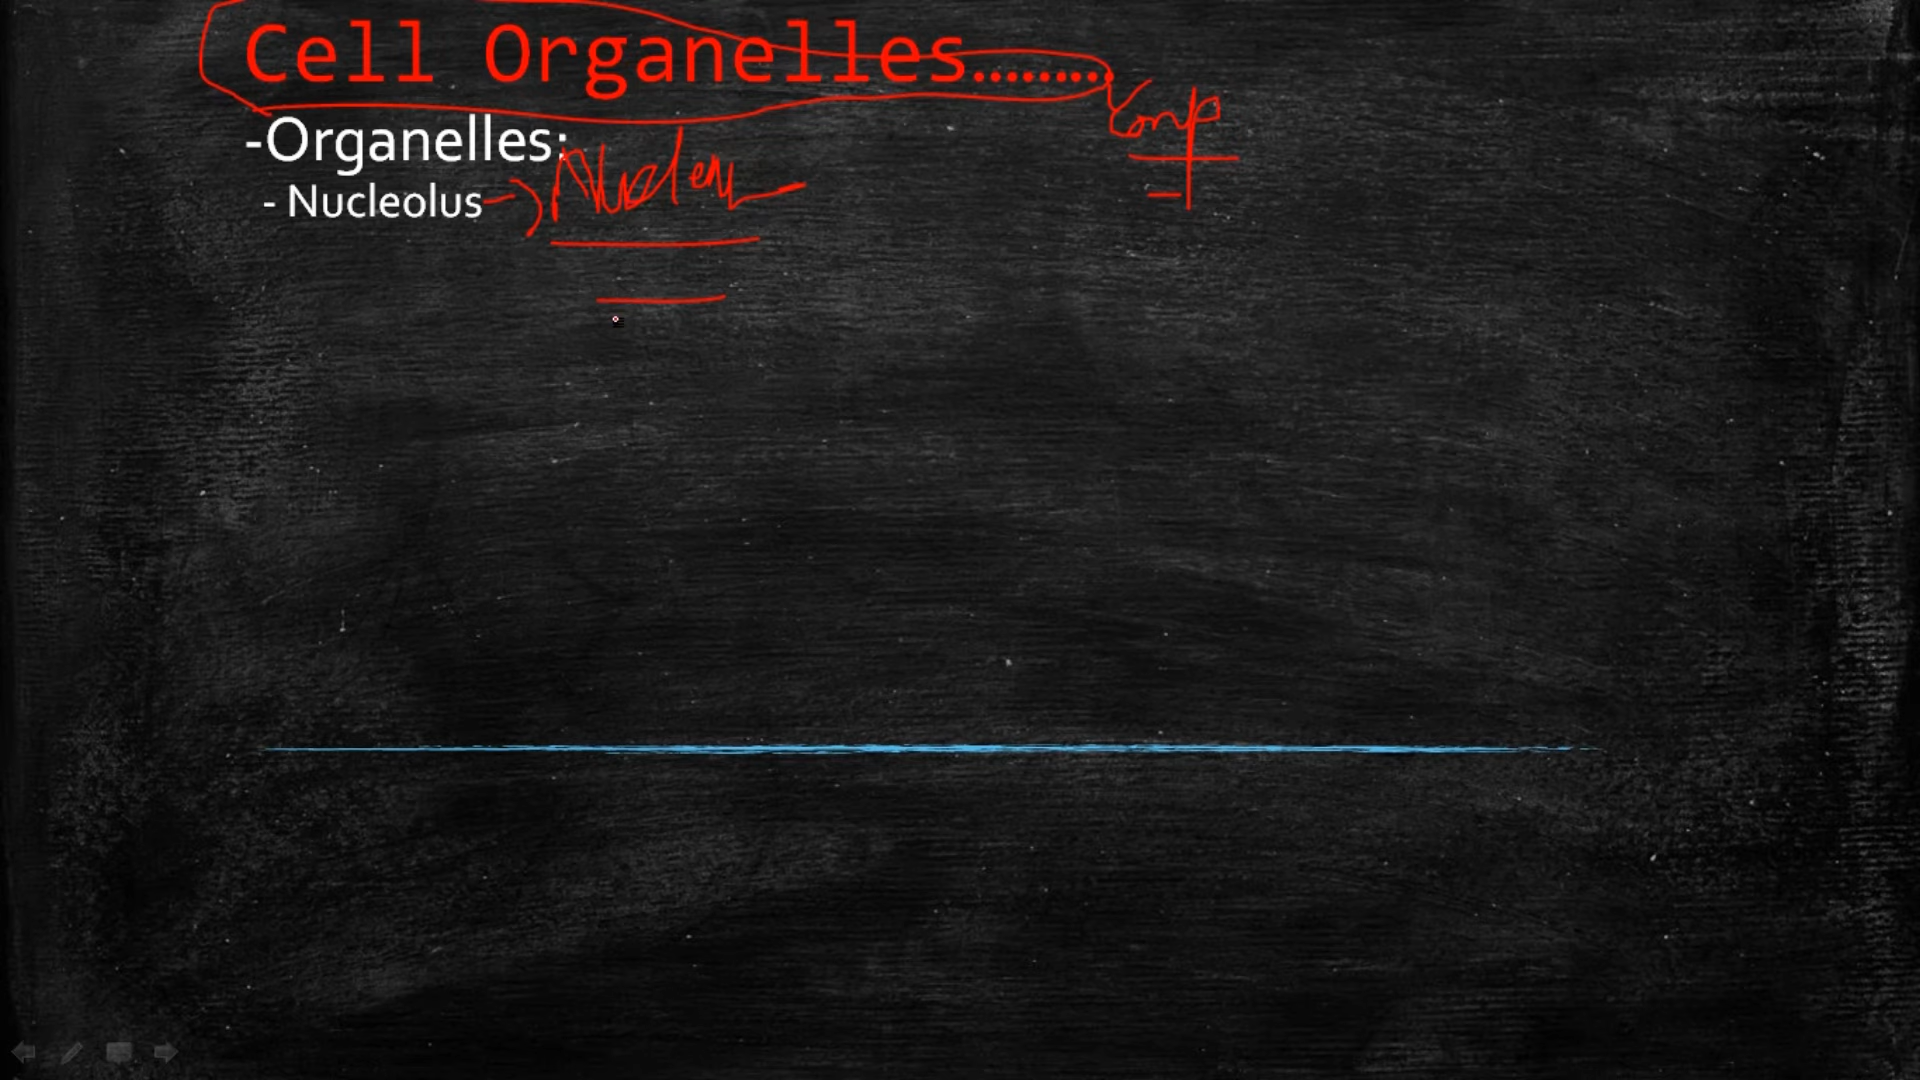 Cell Organelles.........
-Organelles:
- Nucleolus